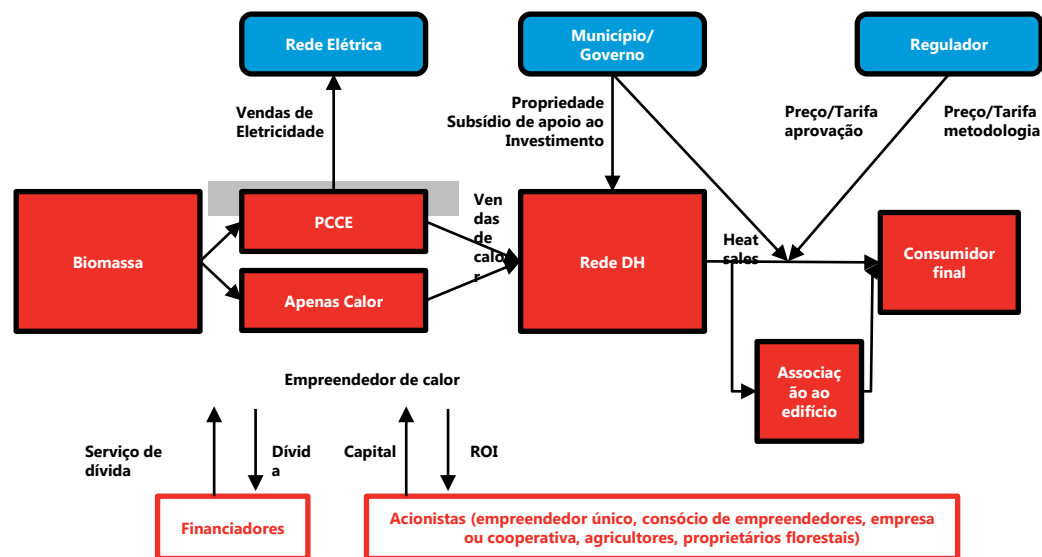 Rede Elétrica
Município/
Governo
Regulador
Vendas de
Eletricidade
Propriedade
Subsídio de apoio ao
Investimento
Preço/Tarifa
aprovação
Preço/Tarifa
metodologia
Biomassa
PCCE
Apenas Calor
Ven
das
de
calo
r
Rede DH
Heat
sales
Consumidor
final
Associaç
ão ao
edifício
Empreendedor de calor
Serviço de
dívida
Dívid
a
Capital
ROI
Financiadores
Acionistas (empreendedor único, consócio de empreendedores, empresa
ou cooperativa, agricultores, proprietários florestais)